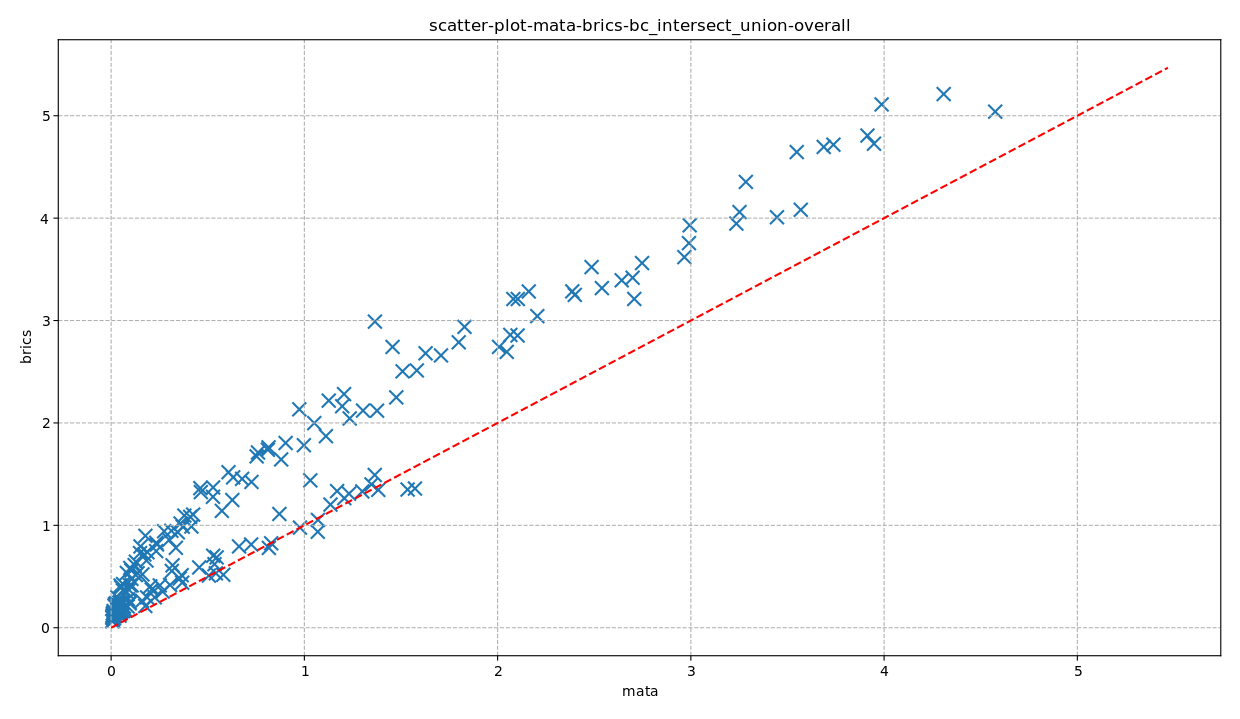 scatter-plot-mata-brics-bc_intersect_union-overall
brics
5
4
3
2
1
0
0 1 2 3 4 5
mata